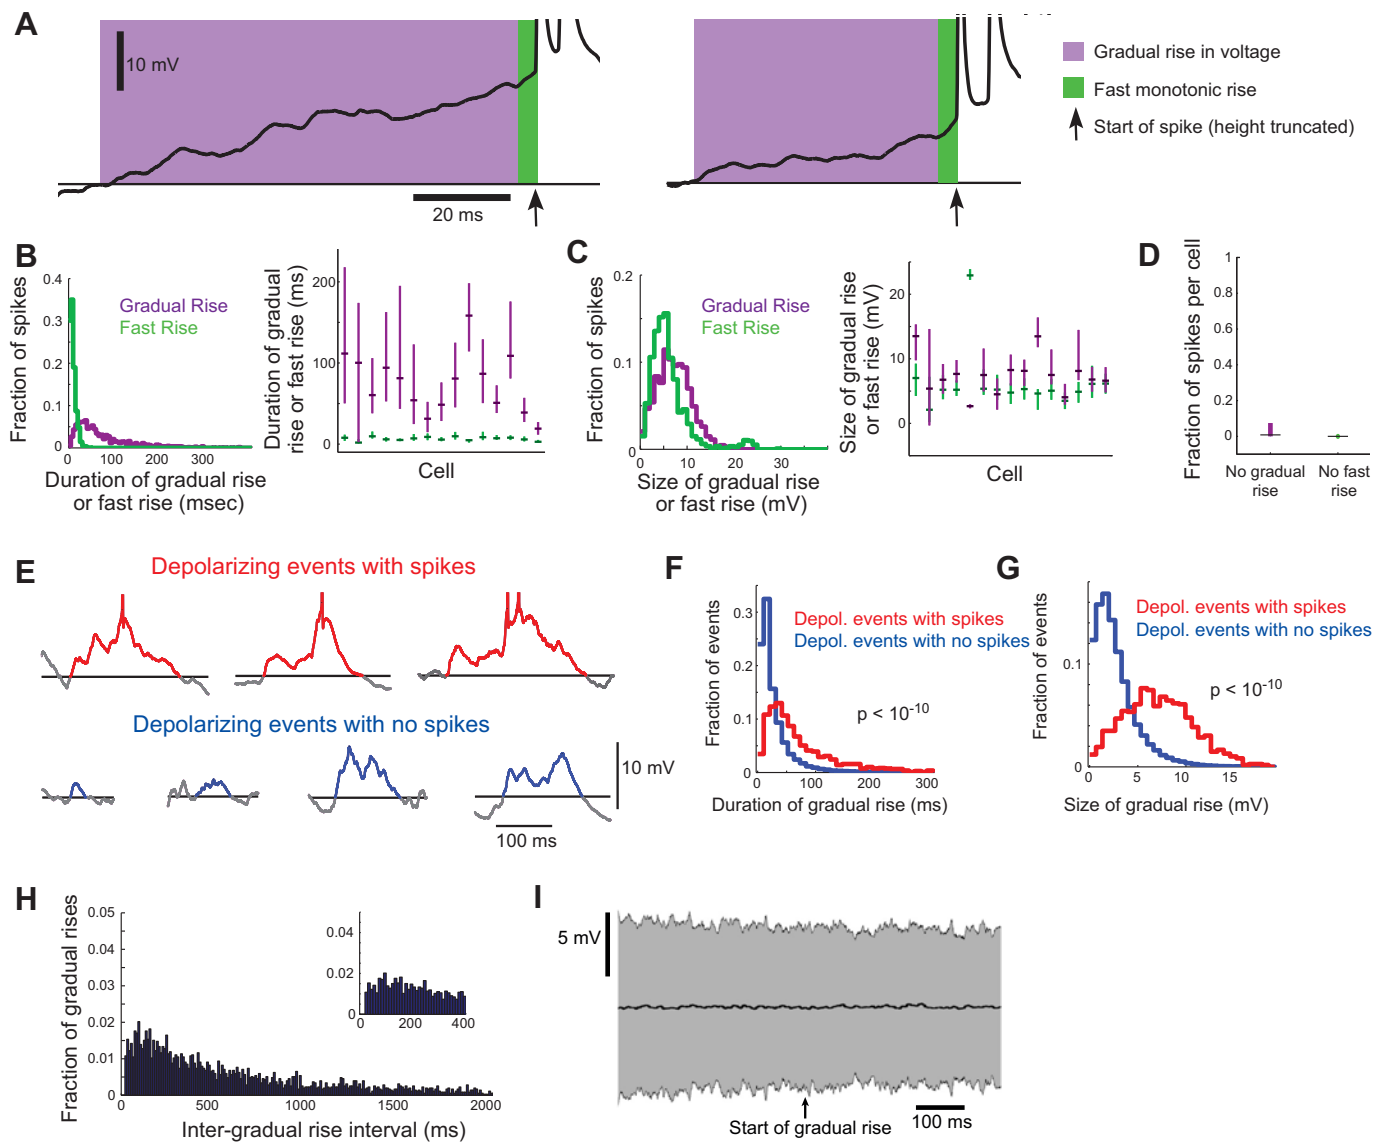 A
10 mV
20 ms
Gradual rise in voltage
Fast monotonic rise
Start of spike (height truncated)
B
Fraction of spikes
0.4
0.3
0.2
0.1
0
0
100
200
300
Gradual Rise
Fast Rise
Duration of gradual rise
or fast rise (msec)
Duration of gradual
rise or fast rise (ms)
200
100
0
Cell
C
Fraction of spikes
0.2
0.1
0
0
10
20
30
Gradual Rise
Fast Rise
Size of gradual rise
or fast rise (mV)
Size of gradual rise
or fast rise (mV)
20
10
0
Cell
D
Fraction of spikes per cell
1
0.8
0.6
0.4
0.2
0
No gradual
rise
No fast
rise
E
Depolarizing events with spikes
Depolarizing events with no spikes
10 mV
100 ms
F
Fraction of events
0.3
0.2
0.1
0
0
100
200
300
Depol. events with spikes
Depol. events with no spikes
p < 10-10
Duration of gradual rise (ms)
G
Fraction of events
0.1
0
0
5
10
15
Depol. events with spikes
Depol. events with no spikes
p < 10-10
Size of gradual rise (mV)
H
Fraction of gradual rises
0.05
0.04
0.03
0.02
0.01
0
0
500
1000
1500
2000
0.04
0.02
0
0
200
400
Inter-gradual rise interval (ms)
I
5 mV
Start of gradual rise
100 ms